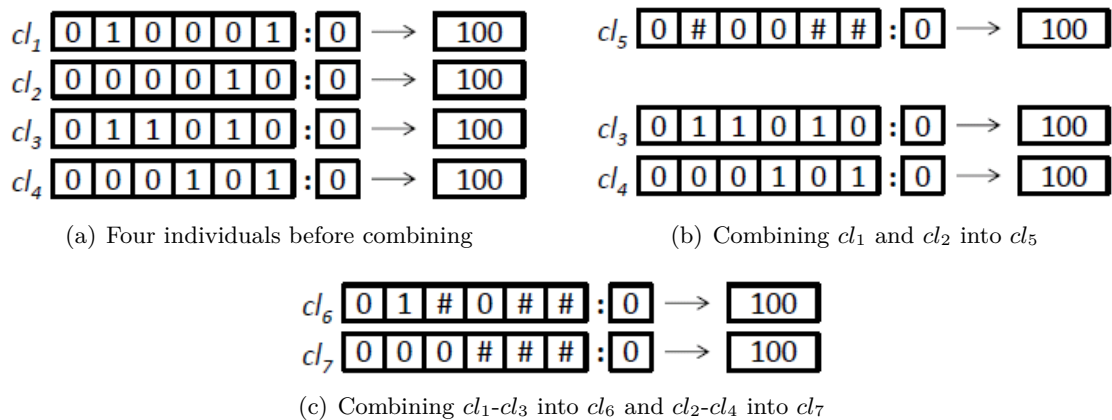 cl₁ 0 1 0 0 0 1 : 0 → 100
cl₂ 0 0 0 0 1 0 : 0 → 100
cl₃ 0 1 1 0 1 0 : 0 → 100
cl₄ 0 0 0 1 0 1 : 0 → 100
(a) Four individuals before combining
cl₅ 0 # 0 0 # # : 0 → 100
cl₃ 0 1 1 0 1 0 : 0 → 100
cl₄ 0 0 0 1 0 1 : 0 → 100
(b) Combining cl₁ and cl₂ into cl₅
cl₆ 0 1 # 0 # # : 0 → 100
cl₇ 0 0 0 # # # : 0 → 100
(c) Combining cl₁-cl₃ into cl₆ and cl₂-cl₄ into cl₇